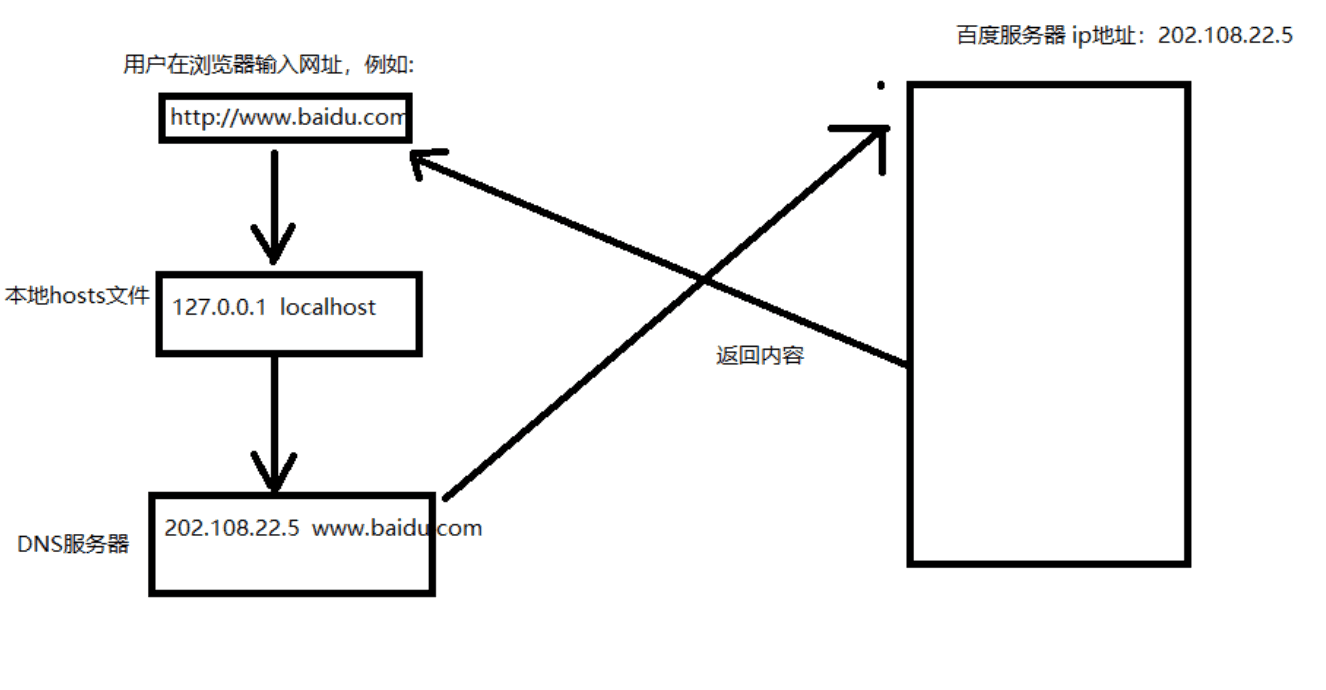 百度服务器 ip地址：202.108.22.5
用户在浏览器输入网址，例如:
http://www.baidu.com
本地hosts文件
127.0.0.1 localhost
返回内容
DNS服务器
202.108.22.5 www.baidu.com